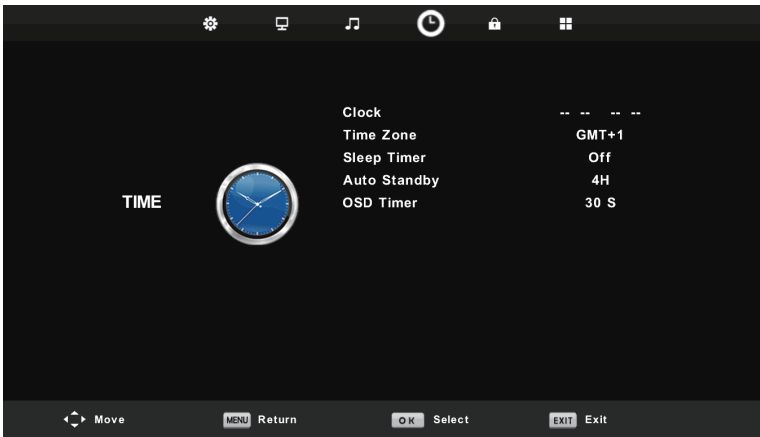 Clock -- -- -- --
Time Zone GMT+1
Sleep Timer Off
Auto Standby 4H
TIME
OSD Timer 30 S
Move MENU Return OK Select EXIT Exit